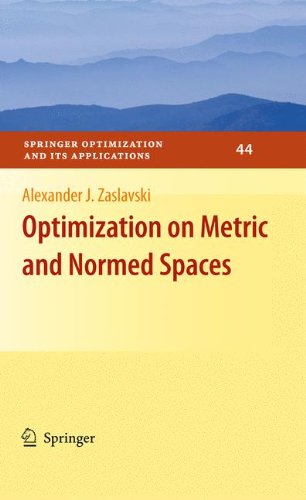 SPRINGER OPTIMIZATION
AND ITS APPLICATIONS
44
Alexander J. Zaslavski
Optimization on Metric
and Normed Spaces
Springer